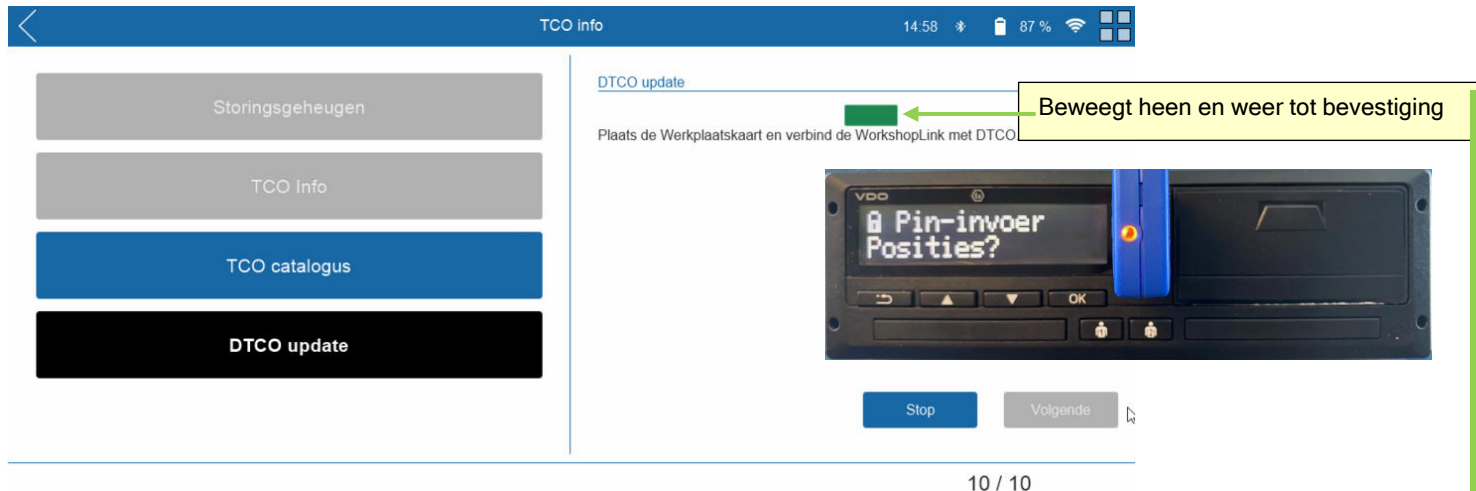 TCO info
14:58
87 %
Storingsgeheugen
TCO Info
TCO catalogus
DTCO update
DTCO update
Beweegt heen en weer tot bevestiging
Plaats de Werkplaatskaart en verbind de WorkshopLink met DTCO
VDO
Pin-invoer
Posities?
OK
1
2
Stop
Volgende
10 / 10